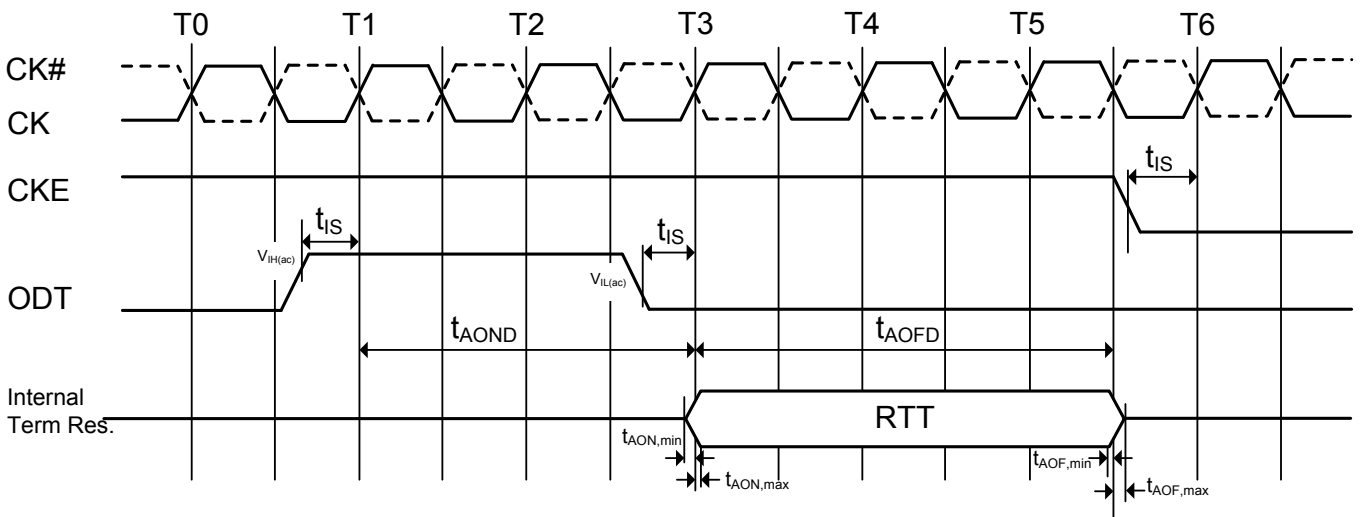 T0 T1 T2 T3 T4 T5 T6
CK#
CK
CKE
tIS
tIS
tIS
VIH(ac)
VIL(ac)
ODT
tAOND
tAOFD
Internal
Term Res.
RTT
tAON,min
tAOF,min
tAON,max
tAOF,max